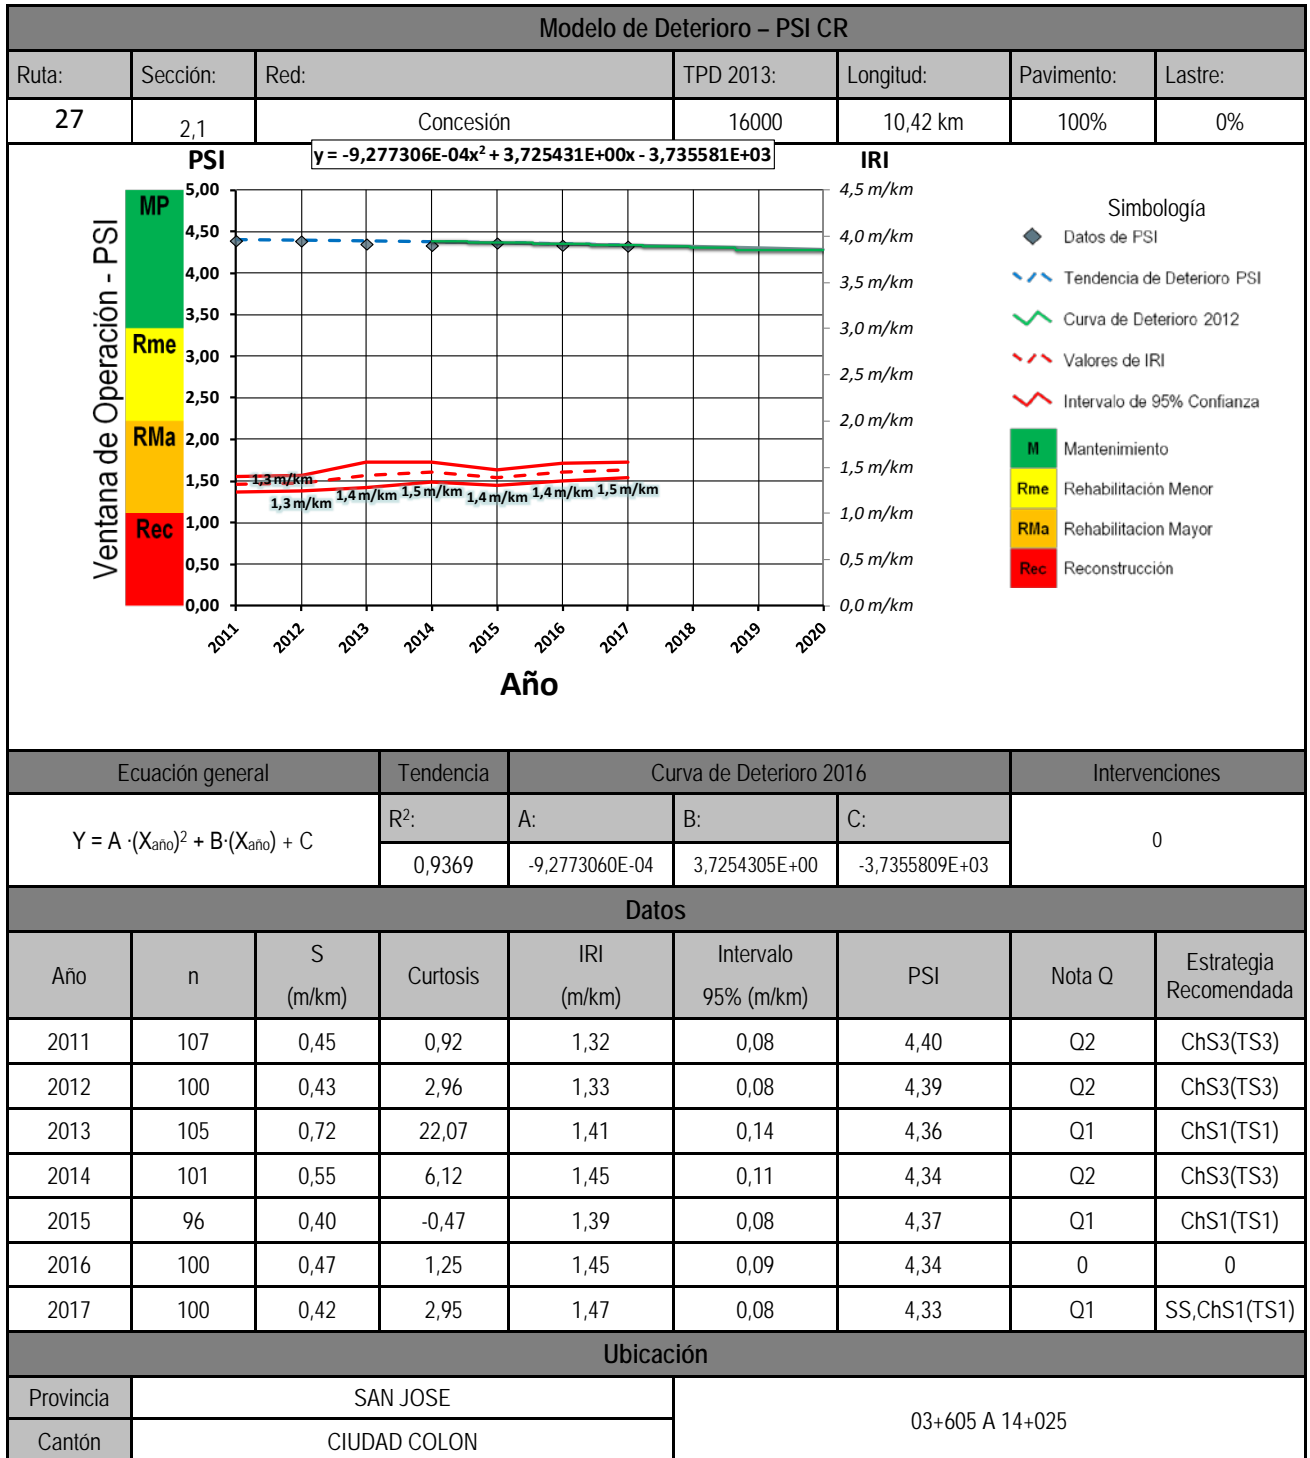 Modelo de Deterioro – PSI CR
Ruta: Sección: Red: TPD 2013: Longitud: Pavimento: Lastre:
27 2,1 Concesión 16000 10,42 km 100% 0%
PSI y = -9,277306E-04x² + 3,725431E+00x - 3,735581E+03 IRI
Ventana de Operación - PSI
MP
Rme
RMa
Rec
5,00
4,50
4,00
3,50
3,00
2,50
2,00
1,50
1,00
0,50
0,00
1,3 m/km
1,3 m/km 1,4 m/km 1,5 m/km 1,4 m/km 1,4 m/km 1,5 m/km
4,5 m/km
4,0 m/km
3,5 m/km
3,0 m/km
2,5 m/km
2,0 m/km
1,5 m/km
1,0 m/km
0,5 m/km
0,0 m/km
2011 2012 2013 2014 2015 2016 2017 2018 2019 2020
Año
Simbología
Datos de PSI
Tendencia de Deterioro PSI
Curva de Deterioro 2012
Valores de IRI
Intervalo de 95% Confianza
M Mantenimiento
Rme Rehabilitación Menor
RMa Rehabilitacion Mayor
Rec Reconstrucción
Ecuación general Tendencia Curva de Deterioro 2016 Intervenciones
Y = A ·(Xaño)² + B·(Xaño) + C R²: A: B: C: 0
0,9369 -9,2773060E-04 3,7254305E+00 -3,7355809E+03
Datos
Año n S (m/km) Curtosis IRI (m/km) Intervalo 95% (m/km) PSI Nota Q Estrategia Recomendada
2011 107 0,45 0,92 1,32 0,08 4,40 Q2 ChS3(TS3)
2012 100 0,43 2,96 1,33 0,08 4,39 Q2 ChS3(TS3)
2013 105 0,72 22,07 1,41 0,14 4,36 Q1 ChS1(TS1)
2014 101 0,55 6,12 1,45 0,11 4,34 Q2 ChS3(TS3)
2015 96 0,40 -0,47 1,39 0,08 4,37 Q1 ChS1(TS1)
2016 100 0,47 1,25 1,45 0,09 4,34 0 0
2017 100 0,42 2,95 1,47 0,08 4,33 Q1 SS,ChS1(TS1)
Ubicación
Provincia SAN JOSE 03+605 A 14+025
Cantón CIUDAD COLON